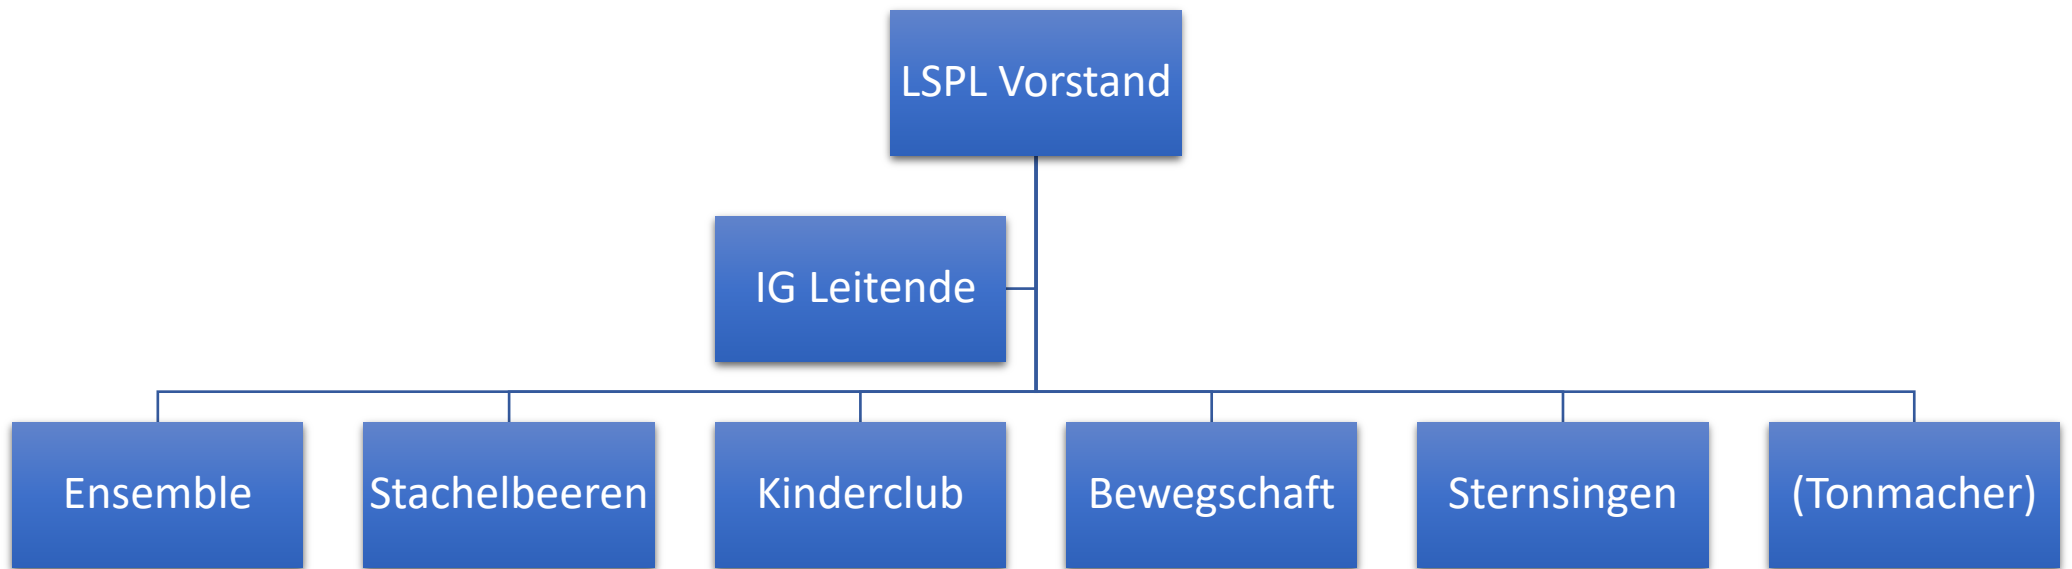 LSPL Vorstand
IG Leitende
Ensemble
Stachelbeeren
Kinderclub
Bewegschaft
Sternsingen
(Tonmacher)